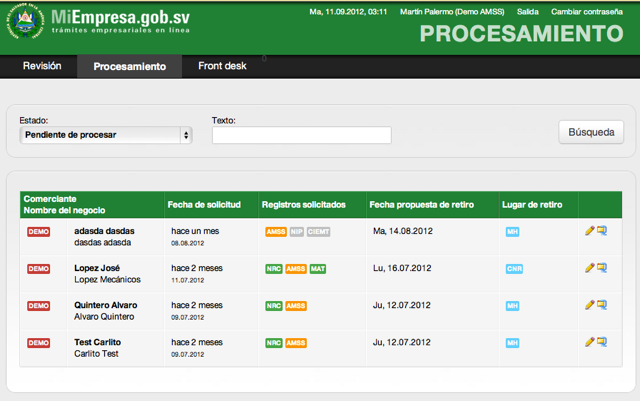 MiEmpresa.gob.sv
trámites empresariales en línea
Ma, 11.09.2012, 03:11 Martín Palermo (Demo AMSS) Salida Cambiar contraseña
PROCESAMIENTO
Revisión Procesamiento Front desk 0
Estado: Texto:
Pendiente de procesar Búsqueda
Comerciante
Nombre del negocio Fecha de solicitud Registros solicitados Fecha propuesta de retiro Lugar de retiro
DEMO adasda dasdas hace un mes AMSS NIP CIEMT Ma, 14.08.2012 MH
dasdas adasda 08.08.2012
DEMO Lopez José hace 2 meses NRC AMSS MAT Lu, 16.07.2012 CNR
Lopez Mecánicos 11.07.2012
DEMO Quintero Alvaro hace 2 meses NRC AMSS Ju, 12.07.2012 MH
Alvaro Quintero 09.07.2012
DEMO Test Carlito hace 2 meses NRC AMSS Ju, 12.07.2012 MH
Carlito Test 09.07.2012